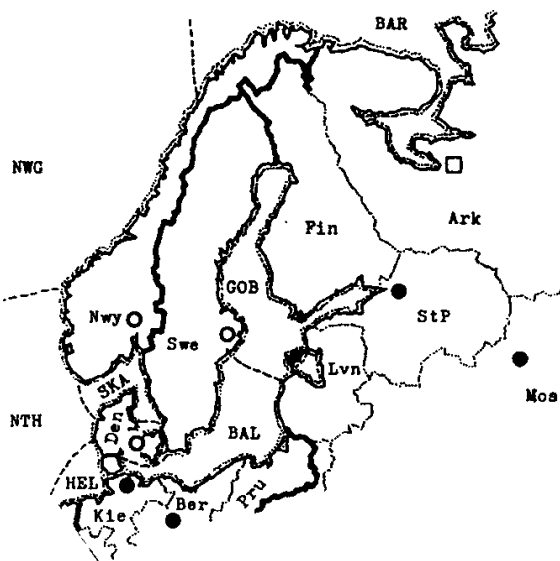 BAR
NWG
Ark
Fin
GOB
StP
Nwy
Swe
Lvn
SKA
Mos
NTH
Den
BAL
HEL
Ber
Pru
Kie